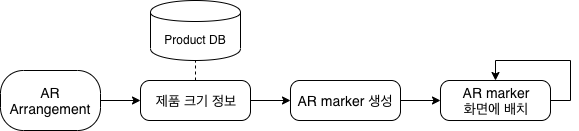 Product DB
AR
Arrangement
제품 크기 정보
AR marker 생성
AR marker
화면에 배치